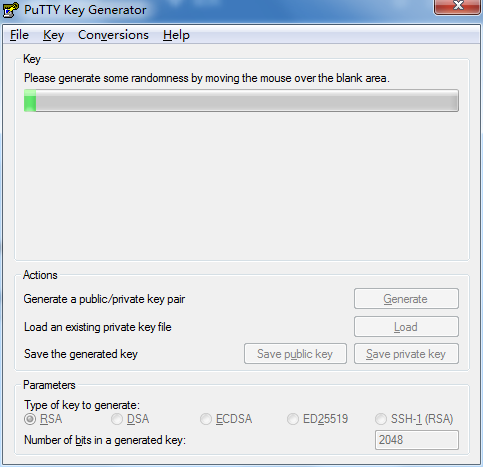 PuTTY Key Generator
File Key Conversions Help
Key
Please generate some randomness by moving the mouse over the blank area.
Actions
Generate a public/private key pair Generate
Load an existing private key file Load
Save the generated key Save public key Save private key
Parameters
Type of key to generate:
RSA DSA ECDSA ED25519 SSH-1 (RSA)
Number of bits in a generated key: 2048